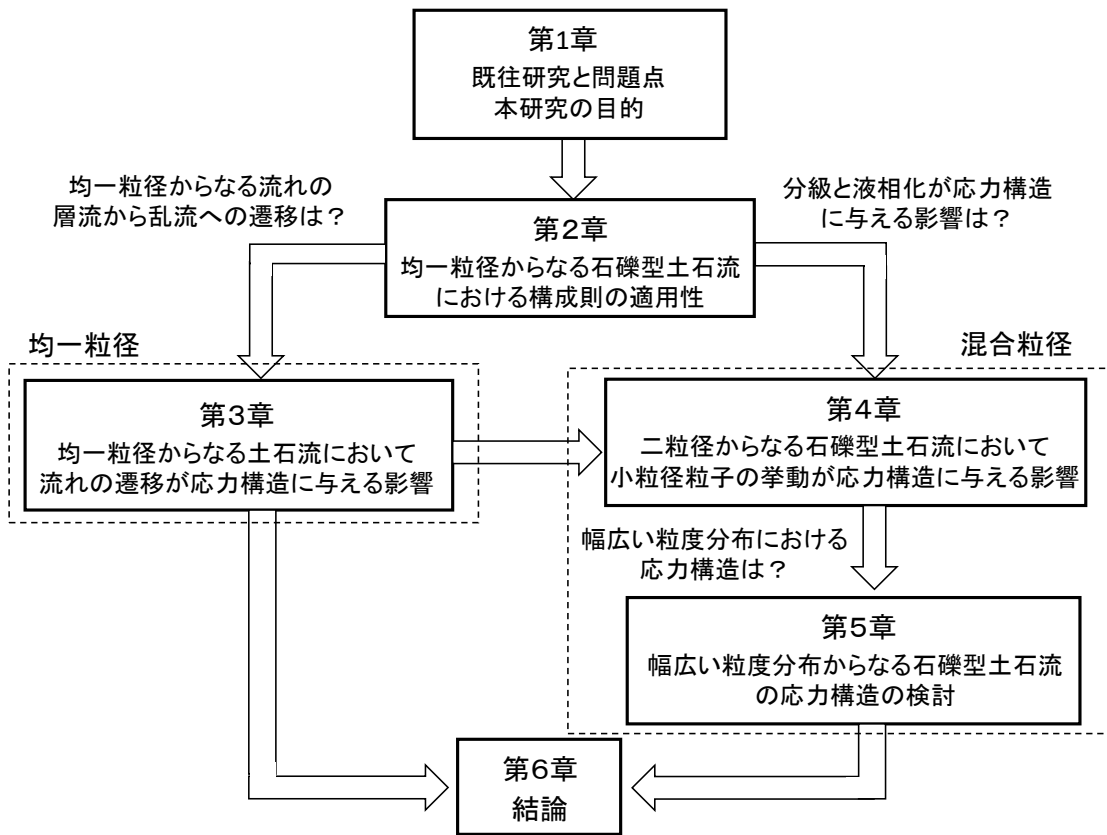 第1章
既往研究と問題点
本研究の目的
均一粒径からなる流れの
層流から乱流への遷移は？
分級と液相化が応力構造
に与える影響は？
第２章
均一粒径からなる石礫型土石流
における構成則の適用性
均一粒径
混合粒径
第３章
均一粒径からなる土石流において
流れの遷移が応力構造に与える影響
第４章
二粒径からなる石礫型土石流において
小粒径粒子の挙動が応力構造に与える影響
幅広い粒度分布における
応力構造は？
第５章
幅広い粒度分布からなる石礫型土石流
の応力構造の検討
第６章
結論